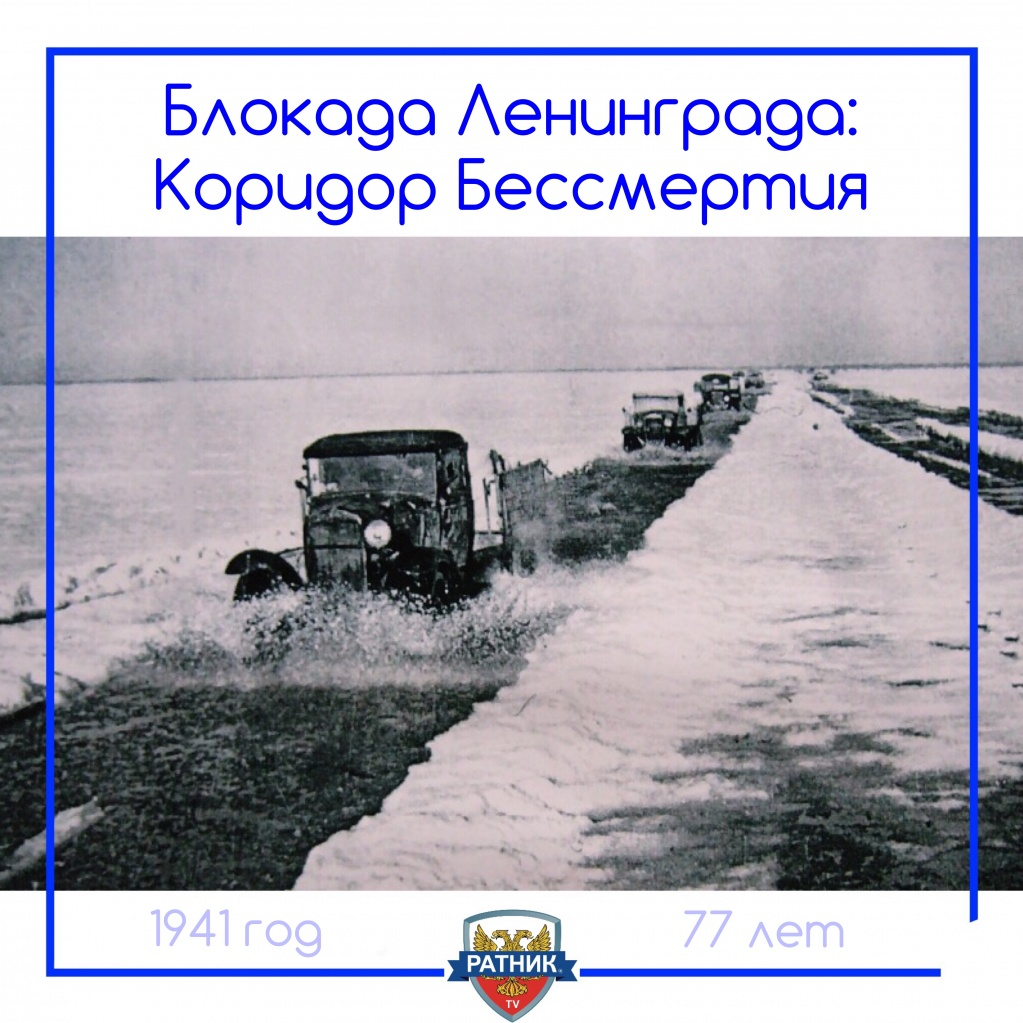 Блокада Ленинграда:
Коридор Бессмертия
1941 год
77 лет
РАТНИК
TV